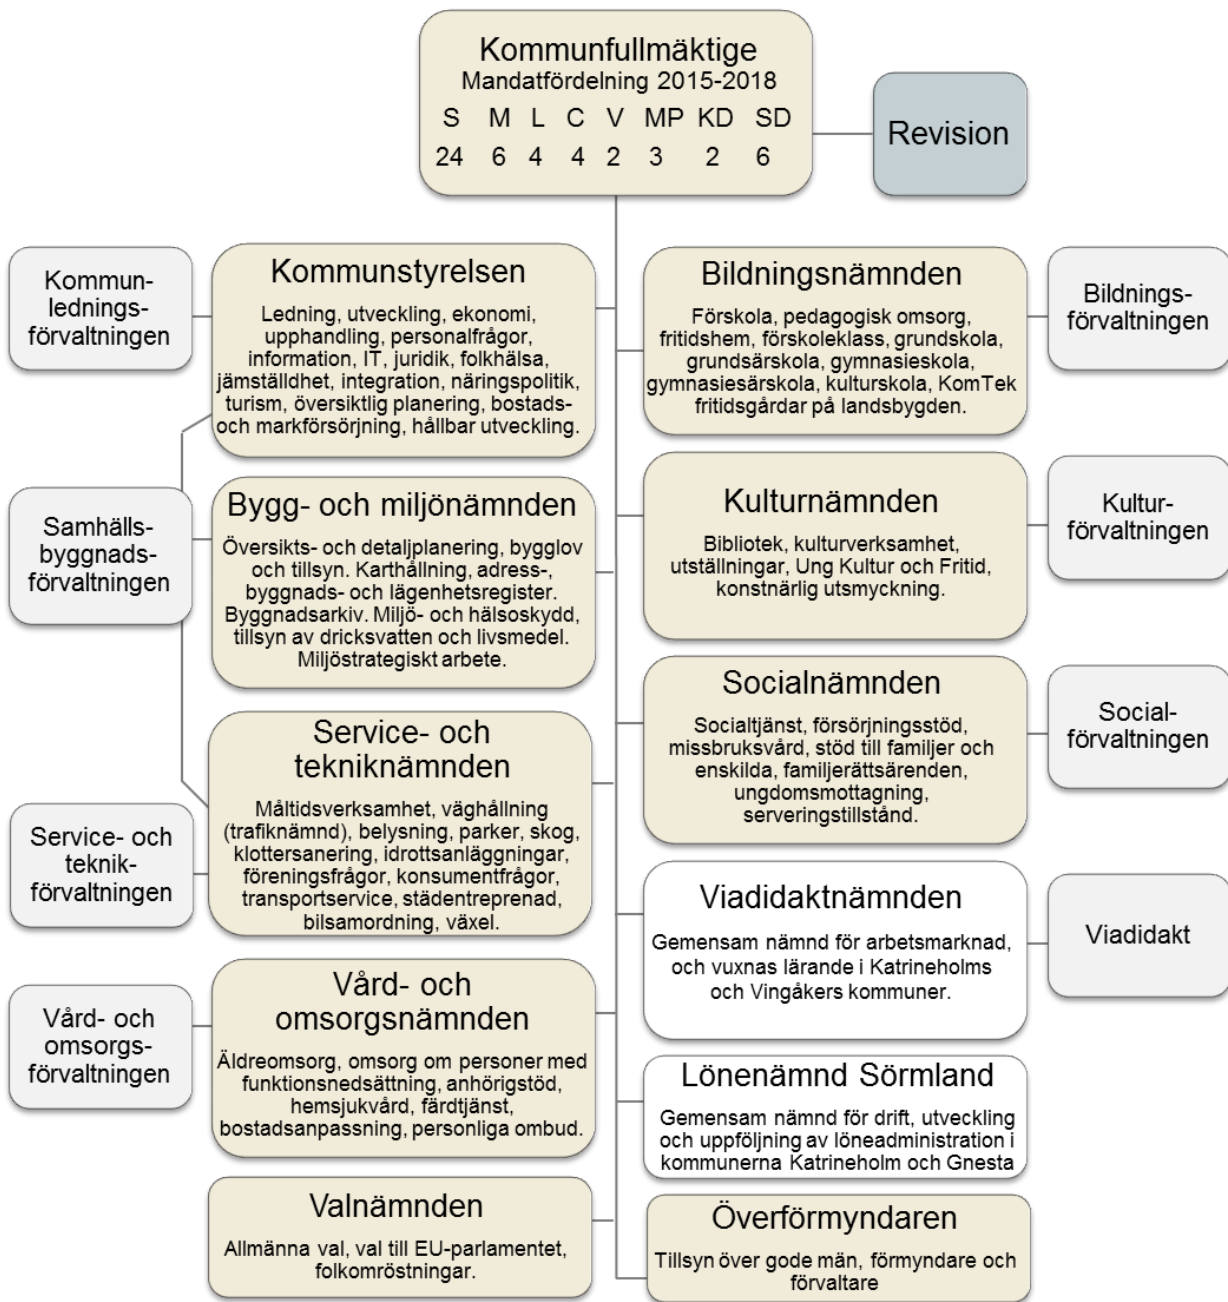 Kommunfullmäktige
Mandatfördelning 2015-2018
S M L C V MP KD SD
24 6 4 4 2 3 2 6
Revision
Kommun-
lednings-
förvaltningen
Kommunstyrelsen
Ledning, utveckling, ekonomi,
upphandling, personalfrågor,
information, IT, juridik, folkhälsa,
jämställdhet, integration, näringspolitik,
turism, översiktlig planering, bostads-
och markförsörjning, hållbar utveckling.
Bildningsnämnden
Förskola, pedagogisk omsorg,
fritidshem, förskoleklass, grundskola,
grundsärskola, gymnasieskola,
gymnasiesärskola, kulturskola, KomTek
fritidsgårdar på landsbygden.
Bildnings-
förvaltningen
Samhälls-
byggnads-
förvaltningen
Bygg- och miljönämnden
Översikts- och detaljplanering, bygglov
och tillsyn. Karthållning, adress-,
byggnads- och lägenhetsregister.
Byggnadsarkiv. Miljö- och hälsoskydd,
tillsyn av dricksvatten och livsmedel.
Miljöstrategiskt arbete.
Kulturnämnden
Bibliotek, kulturverksamhet,
utställningar, Ung Kultur och Fritid,
konstnärlig utsmyckning.
Kultur-
förvaltningen
Service- och
teknik-
förvaltningen
Service- och
tekniknämnden
Måltidsverksamhet, väghållning
(trafiknämnd), belysning, parker, skog,
klottersanering, idrottsanläggningar,
föreningsfrågor, konsumentfrågor,
transportservice, städentreprenad,
bilsamordning, växel.
Socialnämnden
Socialtjänst, försörjningsstöd,
missbruksvård, stöd till familjer och
enskilda, familjerättsärenden,
ungdomsmottagning,
serveringstillstånd.
Social-
förvaltningen
Viadidaktnämnden
Gemensam nämnd för arbetsmarknad,
och vuxnas lärande i Katrineholms
och Vingåkers kommuner.
Viadidakt
Vård- och
omsorgs-
förvaltningen
Vård- och
omsorgsnämnden
Äldreomsorg, omsorg om personer med
funktionsnedsättning, anhörigstöd,
hemsjukvård, färdtjänst,
bostadsanpassning, personliga ombud.
Lönenämnd Sörmland
Gemensam nämnd för drift, utveckling
och uppföljning av löneadministration i
kommunerna Katrineholm och Gnesta
Valnämnden
Allmänna val, val till EU-parlamentet,
folkomröstningar.
Överförmyndaren
Tillsyn över gode män, förmyndare och
förvaltare